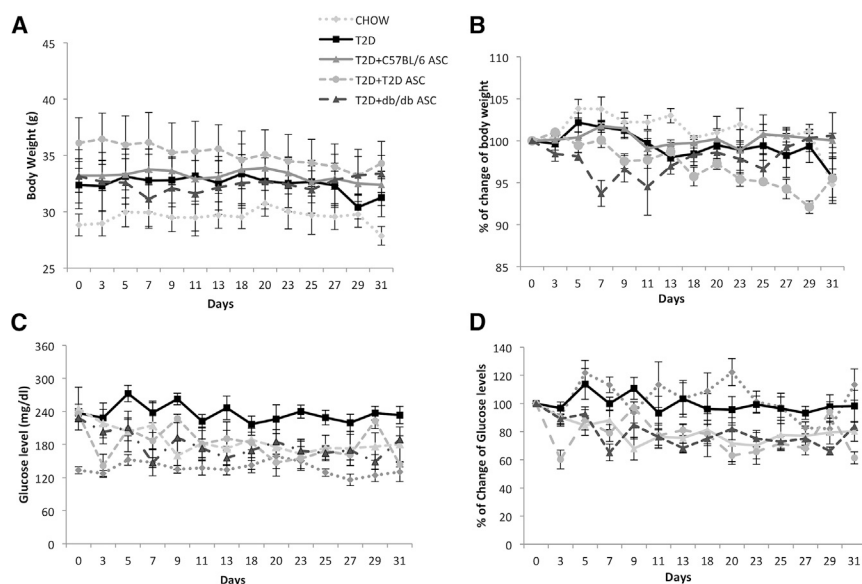 A
CHOW
T2D
T2D+C57BL/6 ASC
T2D+T2D ASC
T2D+db/db ASC
45
40
35
30
25
Body Weight (g)
0 3 5 7 9 11 13 18 20 23 25 27 29 31
Days
B
110
105
100
95
90
85
% of change of body weight
0 3 5 7 9 11 13 18 20 23 25 27 29 31
Days
C
360
300
240
180
120
60
0
Glucose level (mg/dl)
0 3 5 7 9 11 13 18 20 23 25 27 29 31
Days
D
140
120
100
80
60
40
20
0
% of Change of Glucose levels
0 3 5 7 9 11 13 18 20 23 25 27 29 31
Days